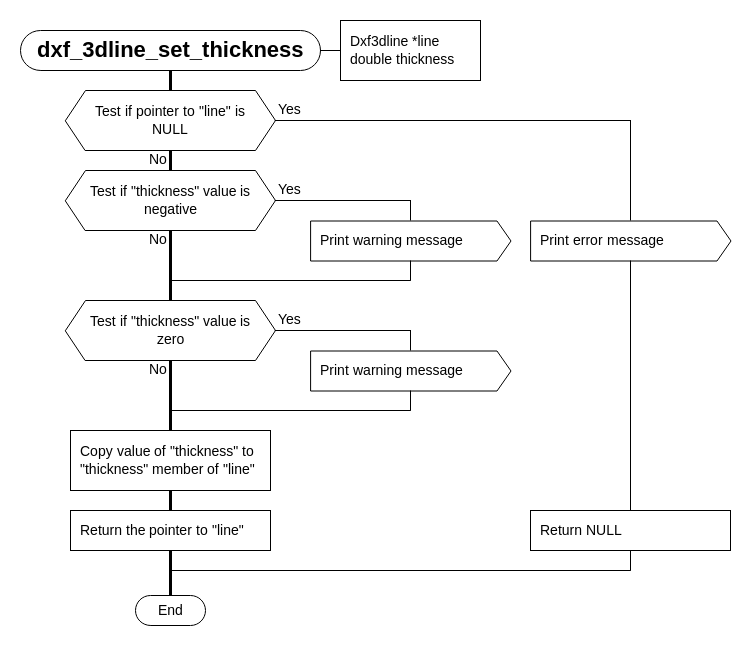 dxf_3dline_set_thickness
Dxf3dline *line
double thickness
Test if pointer to "line" is
NULL
Yes
No
Test if "thickness" value is
negative
Yes
No
Print warning message
Print error message
Test if "thickness" value is
zero
Yes
No
Print warning message
Copy value of "thickness" to
"thickness" member of "line"
Return the pointer to "line"
Return NULL
End